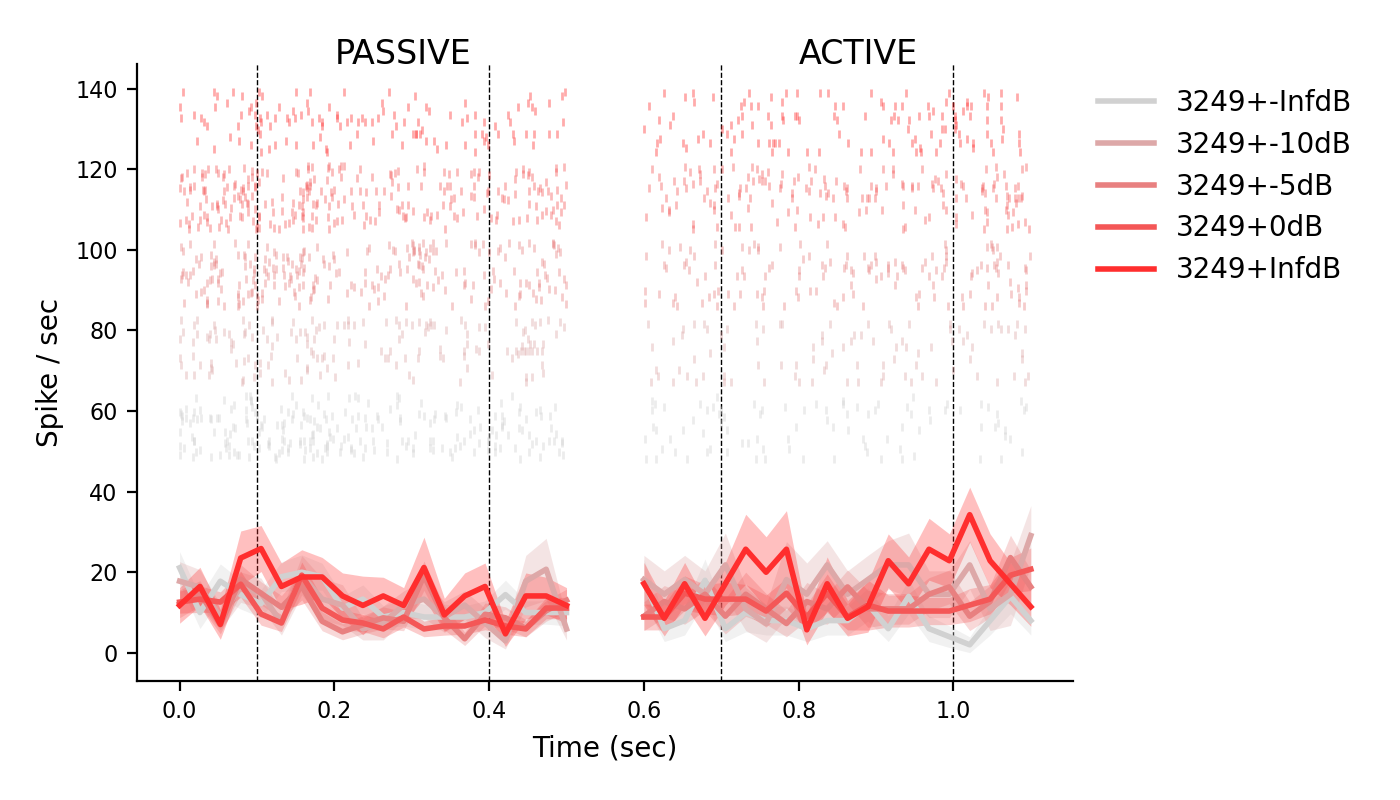 PASSIVE ACTIVE
3249+-InfdB
3249+-10dB
3249+-5dB
3249+0dB
3249+InfdB
Spike / sec
140
120
100
80
60
40
20
0
0.0 0.2 0.4 0.6 0.8 1.0
Time (sec)